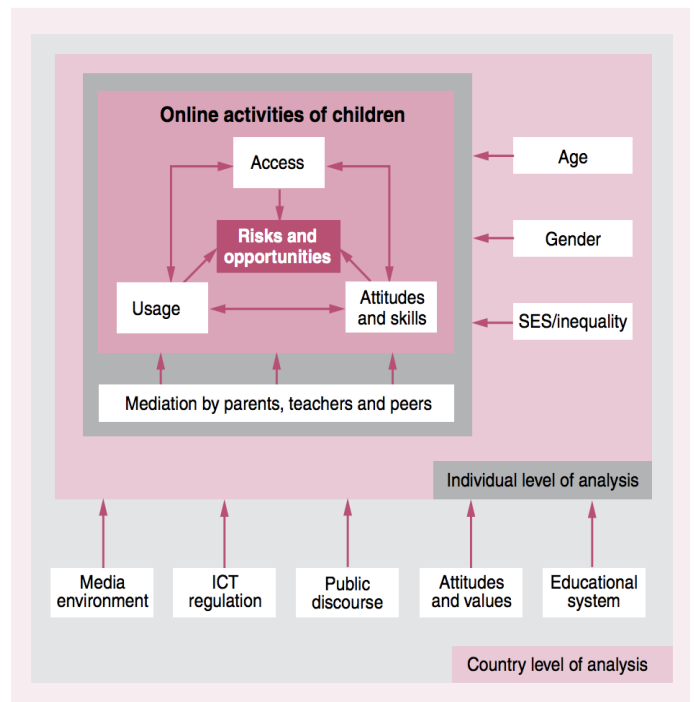 Online activities of children
Access
Age
Risks and
opportunities
Gender
Usage
Attitudes
and skills
SES/inequality
Mediation by parents, teachers and peers
Individual level of analysis
Media
environment
ICT
regulation
Public
discourse
Attitudes
and values
Educational
system
Country level of analysis